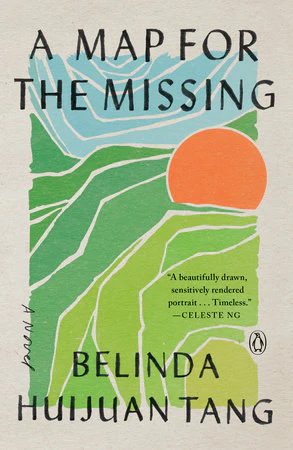 A MAP FOR
THE MISSING
“A beautifully drawn,
sensitively rendered
portrait . . . Timeless.”
—CELESTE NG
A Novel
BELINDA
HUIJUAN TANG